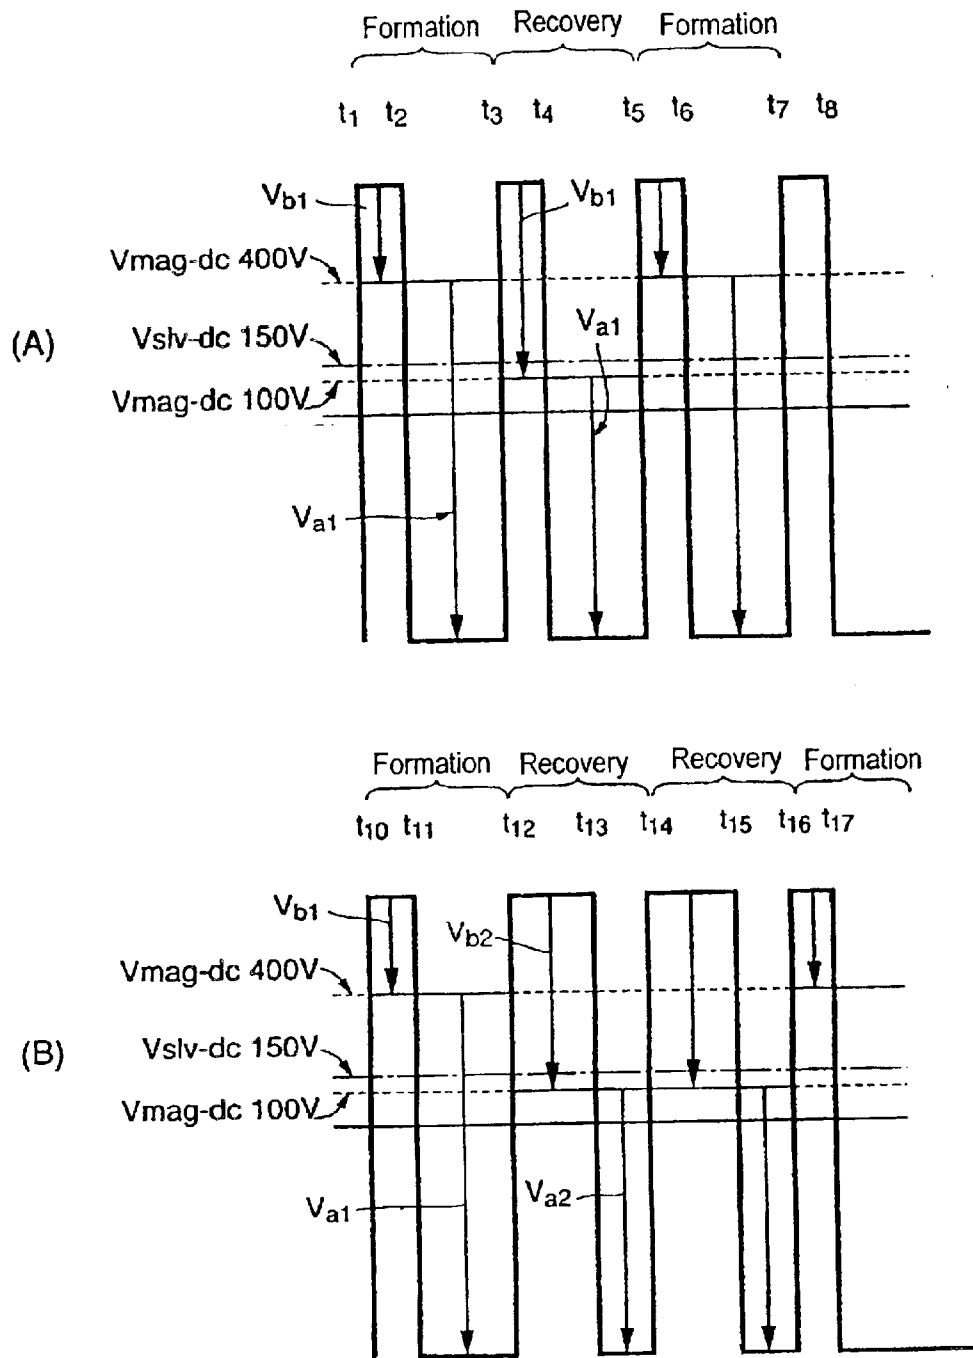 Formation Recovery Formation
t1 t2 t3 t4 t5 t6 t7 t8
Vb1 Vb1
Vmag-dc 400V
Va1
(A)
Vslv-dc 150V
Vmag-dc 100V
Va1
Formation Recovery Recovery Formation
t10 t11 t12 t13 t14 t15 t16 t17
Vb1
Vb2
Vmag-dc 400V
(B)
Vslv-dc 150V
Vmag-dc 100V
Va1 Va2